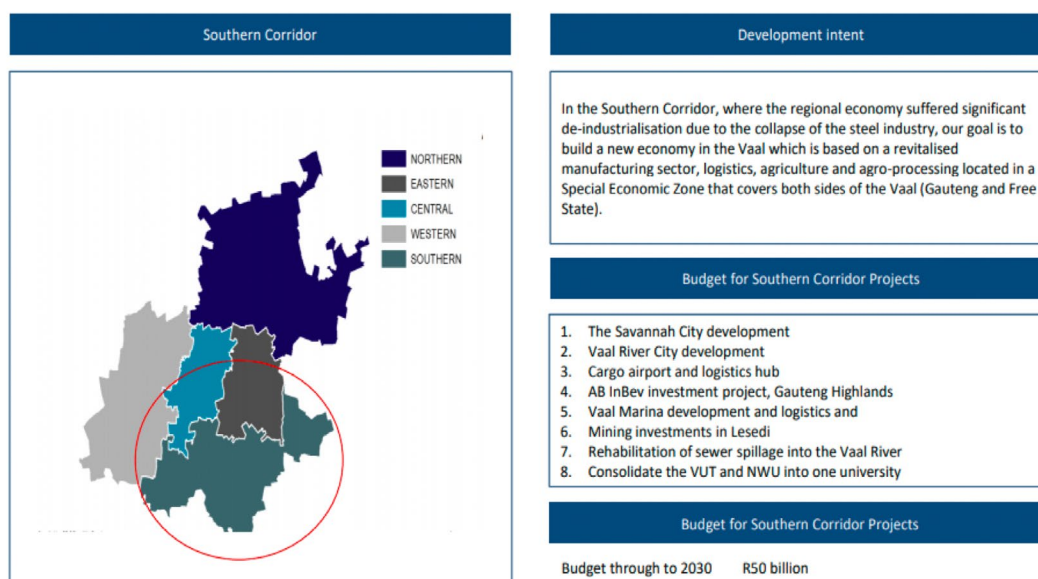 Southern Corridor
NORTHERN
EASTERN
CENTRAL
WESTERN
SOUTHERN
Development intent
In the Southern Corridor, where the regional economy suffered significant
de-industrialisation due to the collapse of the steel industry, our goal is to
build a new economy in the Vaal which is based on a revitalised
manufacturing sector, logistics, agriculture and agro-processing located in a
Special Economic Zone that covers both sides of the Vaal (Gauteng and Free
State).
Budget for Southern Corridor Projects
1. The Savannah City development
2. Vaal River City development
3. Cargo airport and logistics hub
4. AB InBev investment project, Gauteng Highlands
5. Vaal Marina development and logistics and
6. Mining investments in Lesedi
7. Rehabilitation of sewer spillage into the Vaal River
8. Consolidate the VUT and NWU into one university
Budget for Southern Corridor Projects
Budget through to 2030 R50 billion